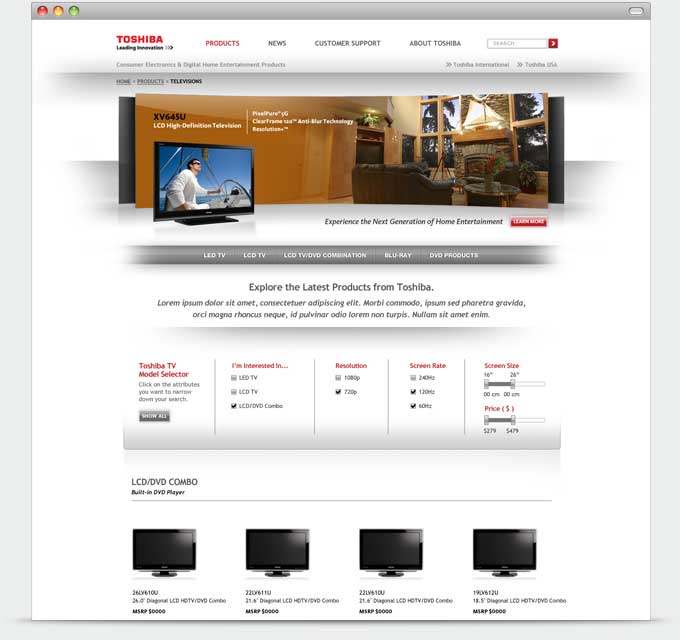 TOSHIBA
Leading Innovation >>>
PRODUCTS
NEWS
CUSTOMER SUPPORT
ABOUT TOSHIBA
SEARCH
Consumer Electronics & Digital Home Entertainment Products
Toshiba International
Toshiba USA
HOME > PRODUCTS > TELEVISIONS
XV645U
LCD High-Definition Television
PixelPure® 5G
ClearFrame 120™ Anti-Blur Technology
Resolution+™
Experience the Next Generation of Home Entertainment
LEARN MORE
LED TV
LCD TV
LCD TV/DVD COMBINATION
BLU-RAY
DVD PRODUCTS
Explore the Latest Products from Toshiba.
Lorem ipsum dolor sit amet, consectetuer adipiscing elit. Morbi commodo, ipsum sed pharetra gravida,
orci magna rhoncus neque, id pulvinar odio lorem non turpis. Nullam sit amet enim.
Toshiba TV
Model Selector
Click on the attributes
you want to narrow
down your search.
SHOW ALL
I'm Interested In...
LED TV
LCD TV
LCD/DVD Combo
Resolution
1080p
720p
Screen Rate
240Hz
120Hz
60Hz
Screen Size
16" 26"
00 cm 00 cm
Price ( $ )
$279 $479
LCD/DVD COMBO
Built-in DVD Player
26LV610U
26.0" Diagonal LCD HDTV/DVD Combo
MSRP $0000
22LV611U
21.6" Diagonal LCD HDTV/DVD Combo
MSRP $0000
22LV610U
21.6" Diagonal LCD HDTV/DVD Combo
MSRP $0000
19LV612U
18.5" Diagonal LCD HDTV/DVD Combo
MSRP $0000